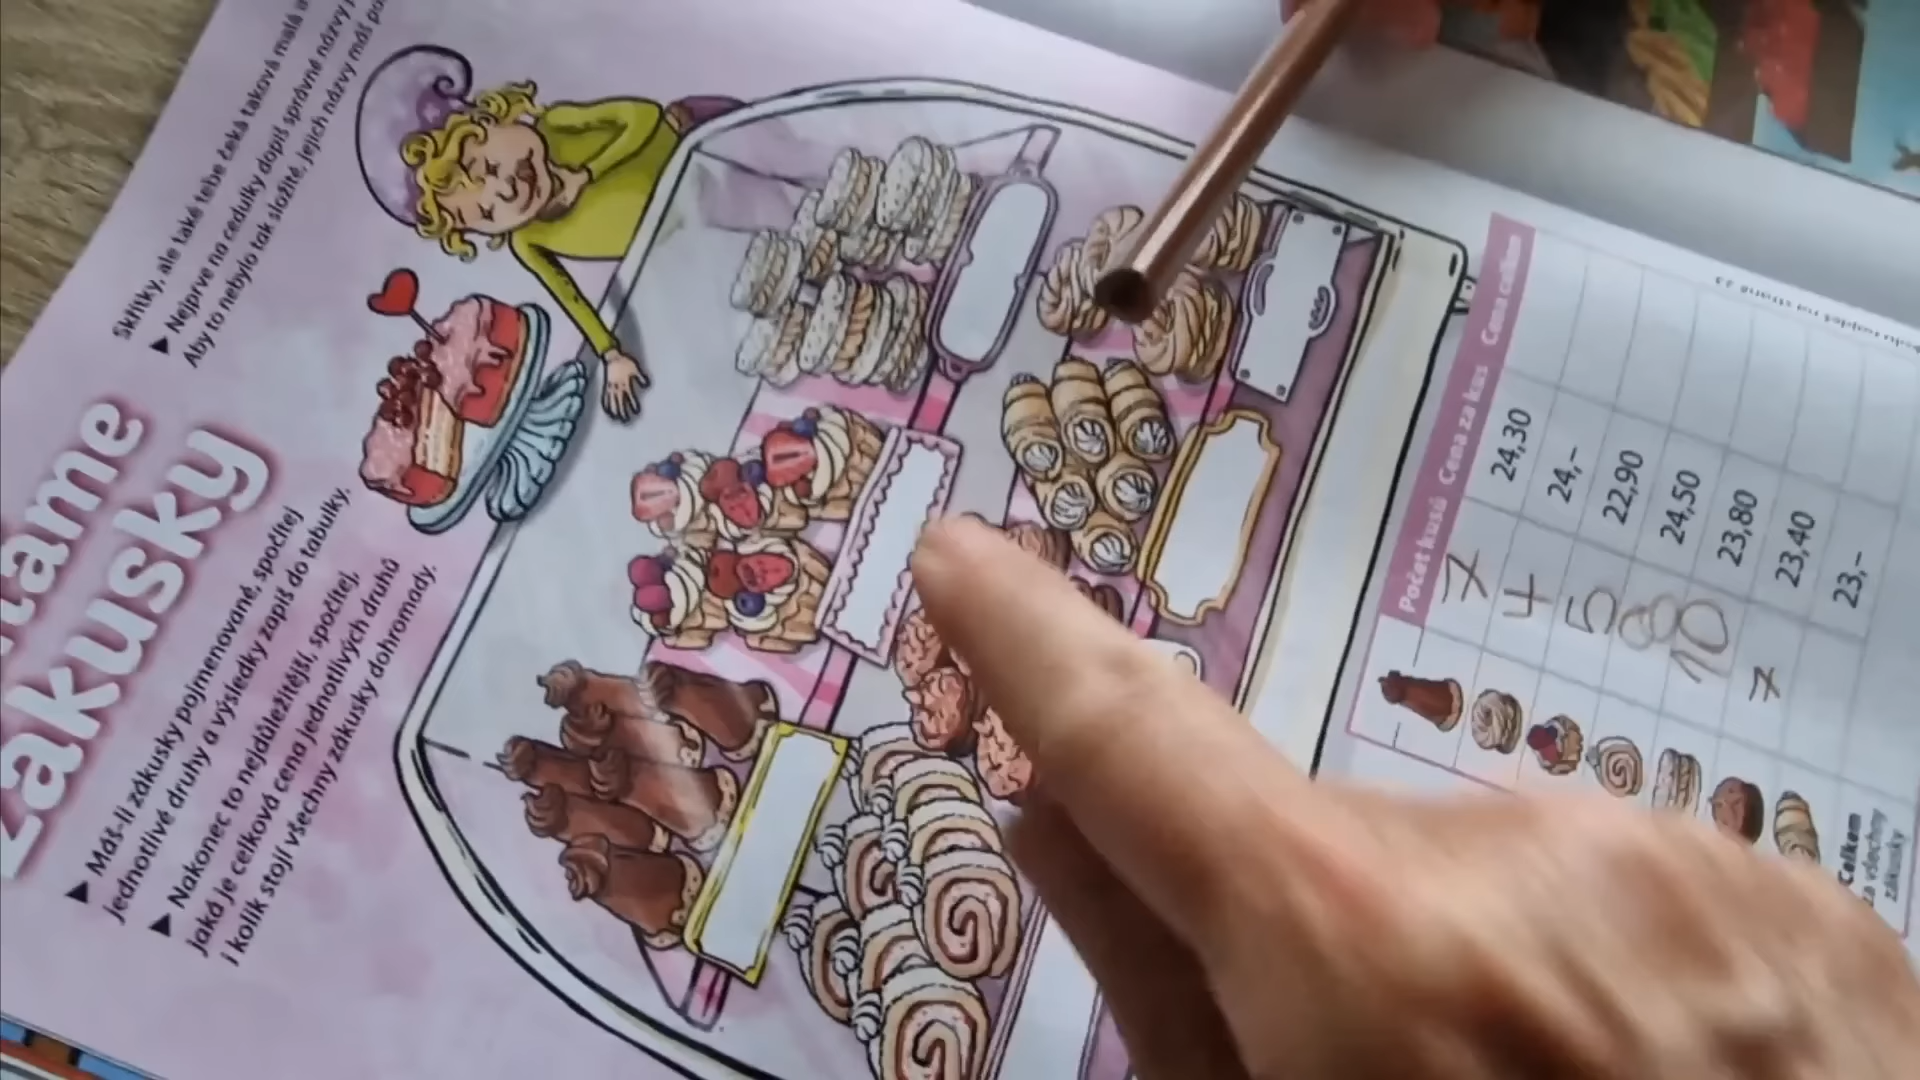 zákusky
Skřítky, ale také tebe čeká taková malá
▶ Nejprve na cedulky dopiš správné názvy
Aby to nebylo tak složité, jejich názvy máš
▶ Máš-li zákusky pojmenované, spočítej
jednotlivé druhy a výsledky zapiš do tabulky.
▶ Nakonec to nejdůležitější, spočítej,
jaká je celková cena jednotlivých druhů
i kolik stojí všechny zákusky dohromady.
Počet kusů Cena za kus Cena celkem
7 24,30
4 24,-
5 22,90
8 24,50
10 23,80
7 23,40
23,-
Celkem
za všechny
zákusky